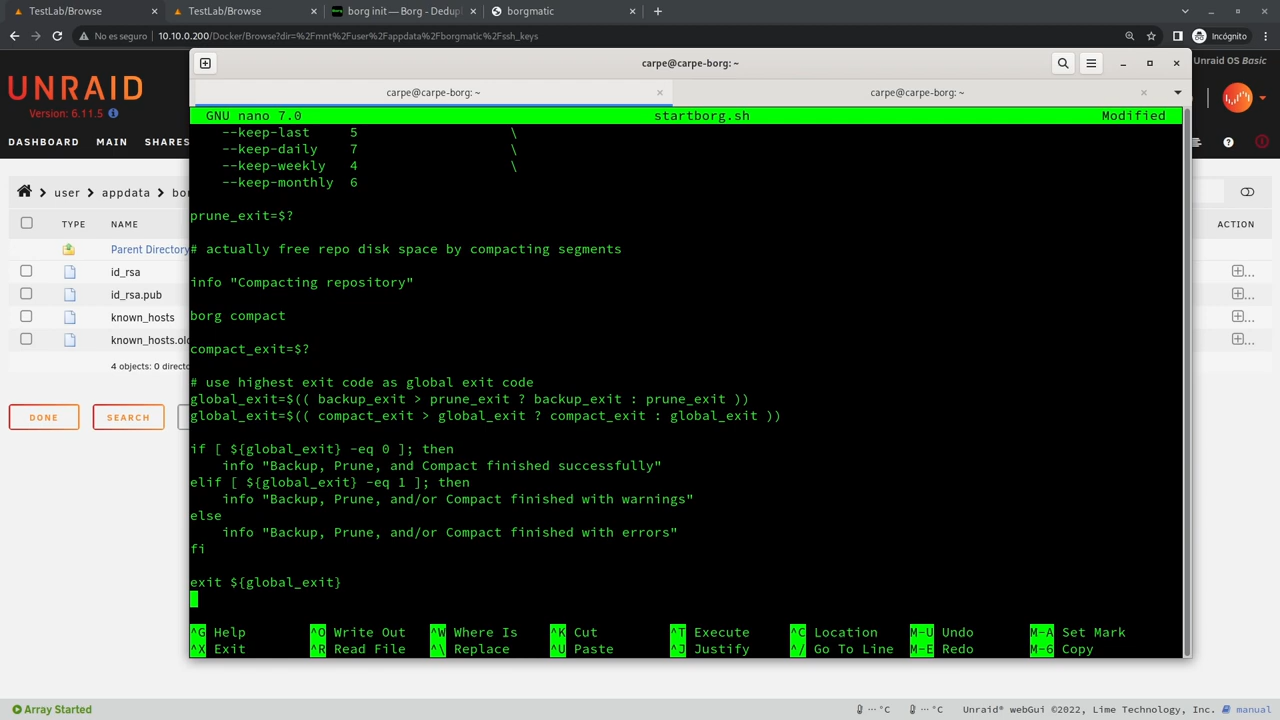 TestLab/Browse
TestLab/Browse
borg init — Borg - Dedupl
borgmatic
No es seguro
10.10.0.200/Docker/Browse?dir=%2Fmnt%2Fuser%2Fappdata%2Fborgmatic%2Fssh_keys
Incógnito
UNRAID
Version: 6.11.5
Unraid OS Basic
DASHBOARD MAIN SHARES
user appdata bo
TYPE NAME ACTION
Parent Directory
id_rsa
id_rsa.pub
known_hosts
known_hosts.ol
4 objects: 0 direct
DONE SEARCH
carpe@carpe-borg: ~
carpe@carpe-borg: ~
carpe@carpe-borg: ~
GNU nano 7.0 startborg.sh Modified
--keep-last 5 \
--keep-daily 7 \
--keep-weekly 4 \
--keep-monthly 6
prune_exit=$?
# actually free repo disk space by compacting segments
info "Compacting repository"
borg compact
compact_exit=$?
# use highest exit code as global exit code
global_exit=$(( backup_exit > prune_exit ? backup_exit : prune_exit ))
global_exit=$(( compact_exit > global_exit ? compact_exit : global_exit ))
if [ ${global_exit} -eq 0 ]; then
info "Backup, Prune, and Compact finished successfully"
elif [ ${global_exit} -eq 1 ]; then
info "Backup, Prune, and/or Compact finished with warnings"
else
info "Backup, Prune, and/or Compact finished with errors"
fi
exit ${global_exit}
^G Help ^O Write Out ^W Where Is ^K Cut ^T Execute ^C Location M-U Undo M-A Set Mark
^X Exit ^R Read File ^\ Replace ^U Paste ^J Justify ^/ Go To Line M-E Redo M-6 Copy
Array Started
··· °C ··· °C Unraid® webGui ©2022, Lime Technology, Inc. manual